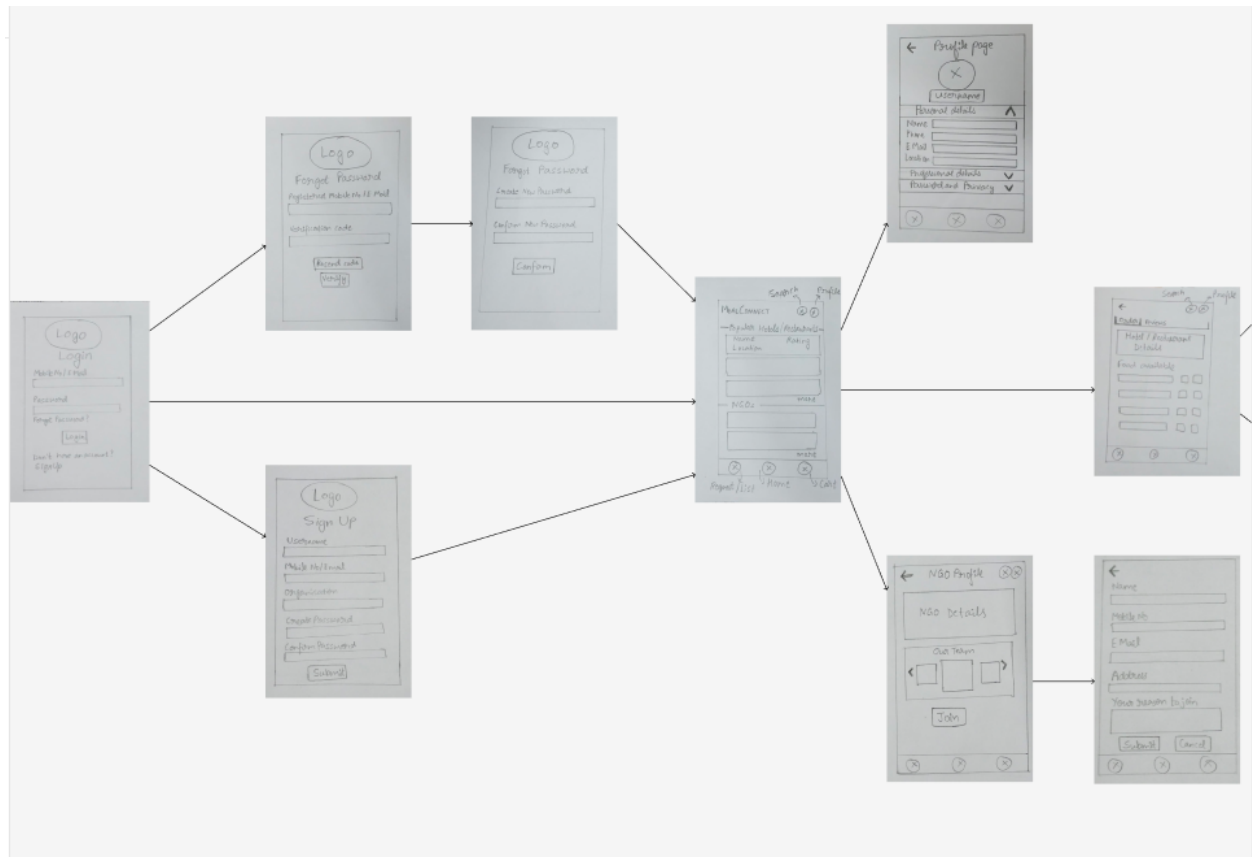 Logo
Login
Mobile No/E-Mail
Password
Forgot Password?
Login
Don't have an account?
SignUp
Logo
Forgot Password
Registered Mobile No/E-Mail
Verification code
Resend code
Verify
Logo
Forgot Password
Create New Password
Confirm New Password
Confirm
Logo
Sign Up
Username
Mobile No/Email
Organization
Create Password
Confirm Password
Submit
Search Profile
MealConnect
Popular Hotels/Restaurants
Name Rating
Location
more
NGOs
more
Home
Cart
← Profile page
Username
Personal details
Name
Phone
E Mail
Location
Professional details
Password and Privacy
Search Profile
Hotel / Restaurant
Details
Food available
← NGO Profile
NGO Details
Our Team
Join
Name
Mobile No
E Mail
Address
Your reason to join
Submit Cancel